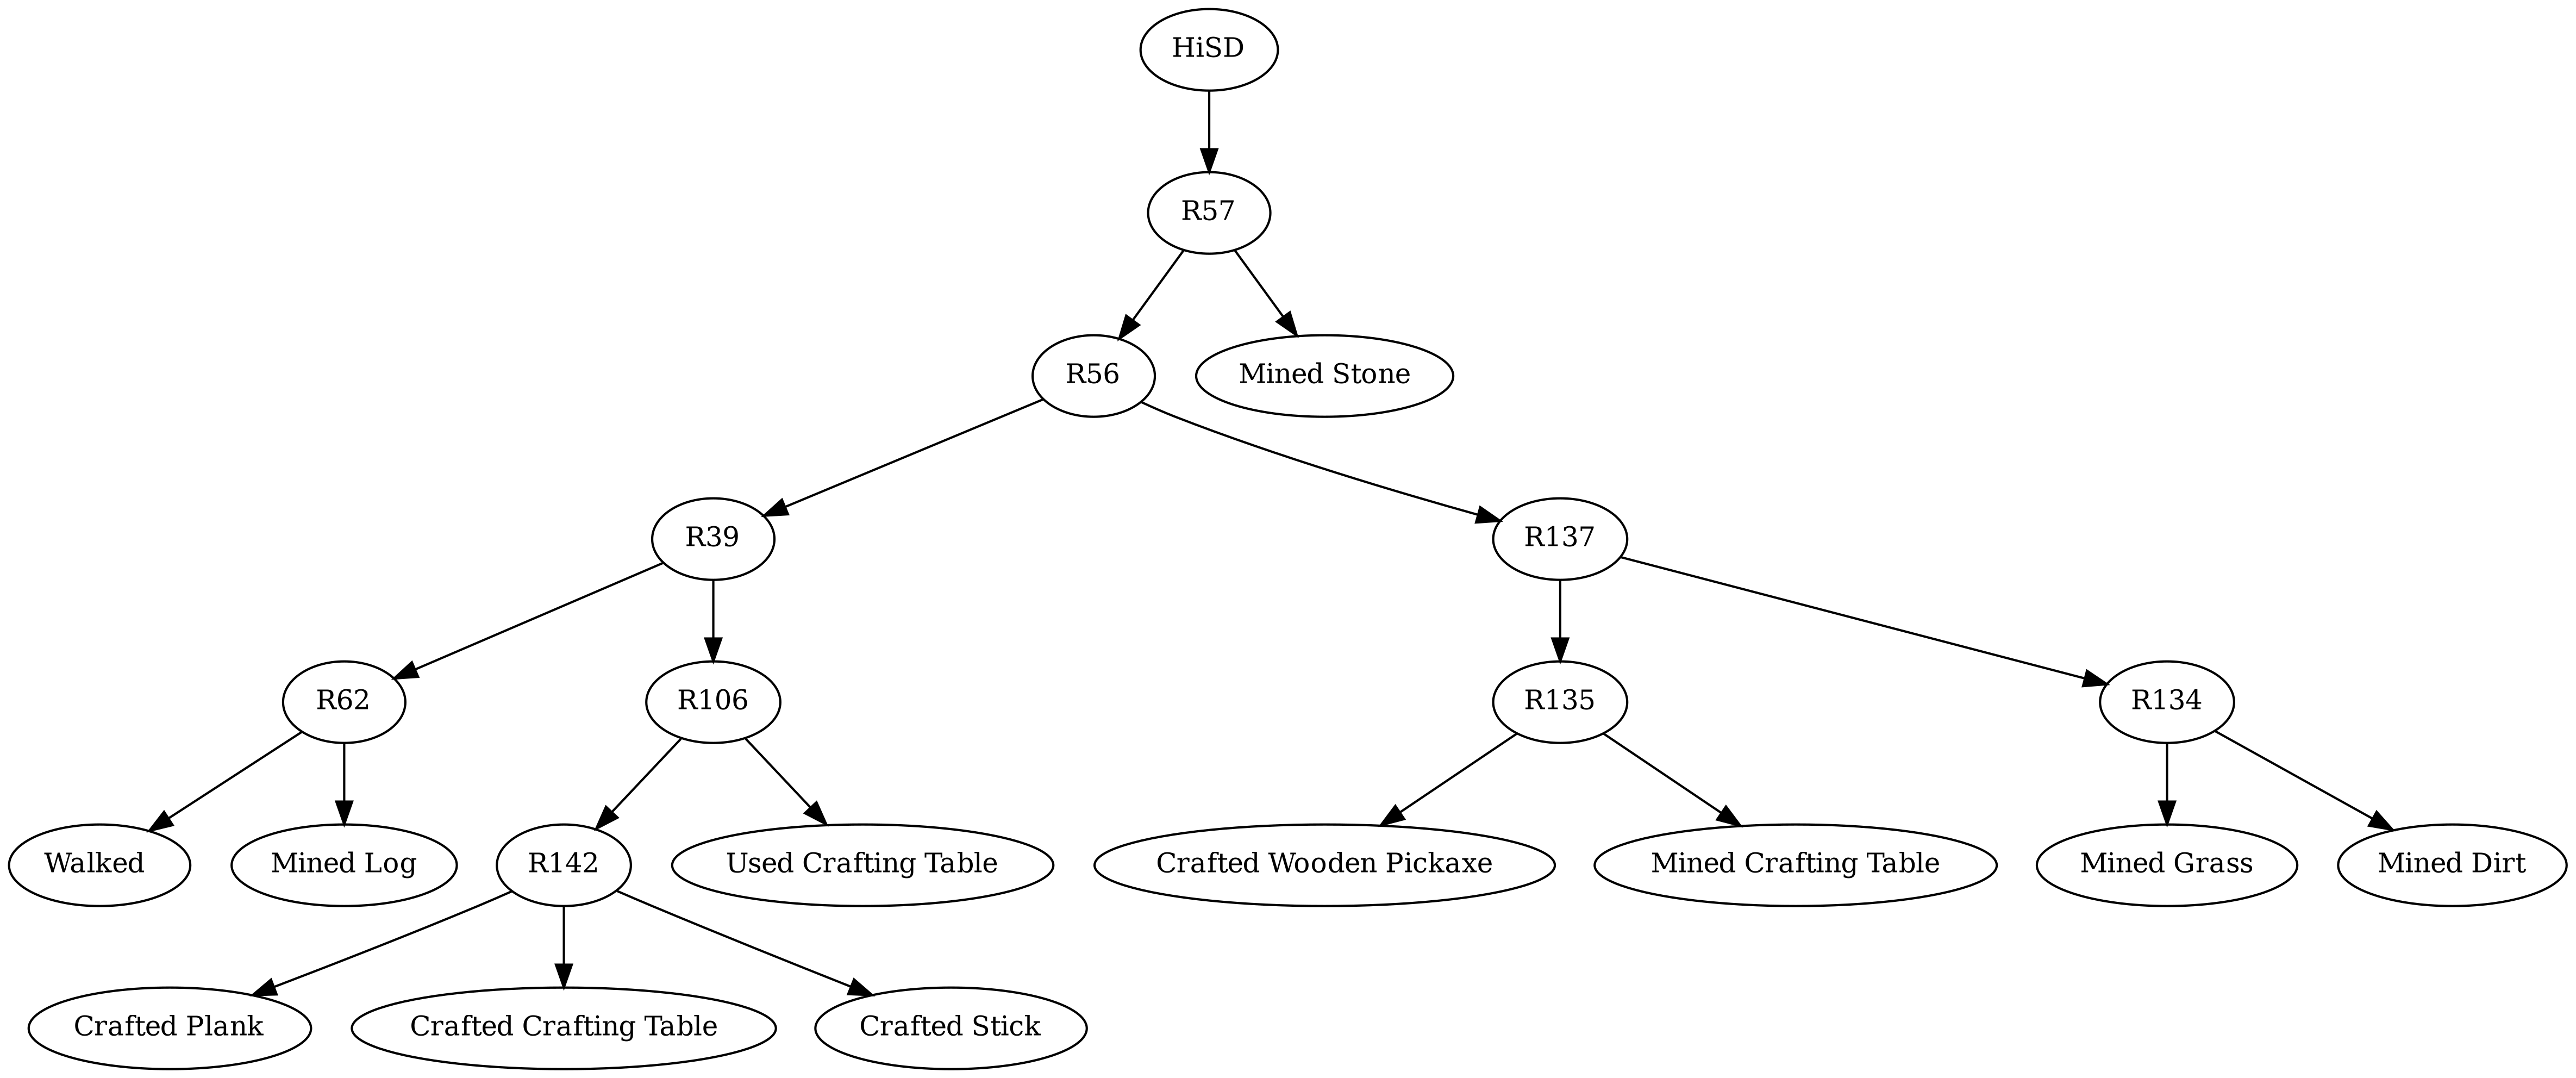 HiSD
R57
R56
Mined Stone
R39
R137
R62
R106
R135
R134
Walked
Mined Log
R142
Used Crafting Table
Crafted Wooden Pickaxe
Mined Crafting Table
Mined Grass
Mined Dirt
Crafted Plank
Crafted Crafting Table
Crafted Stick